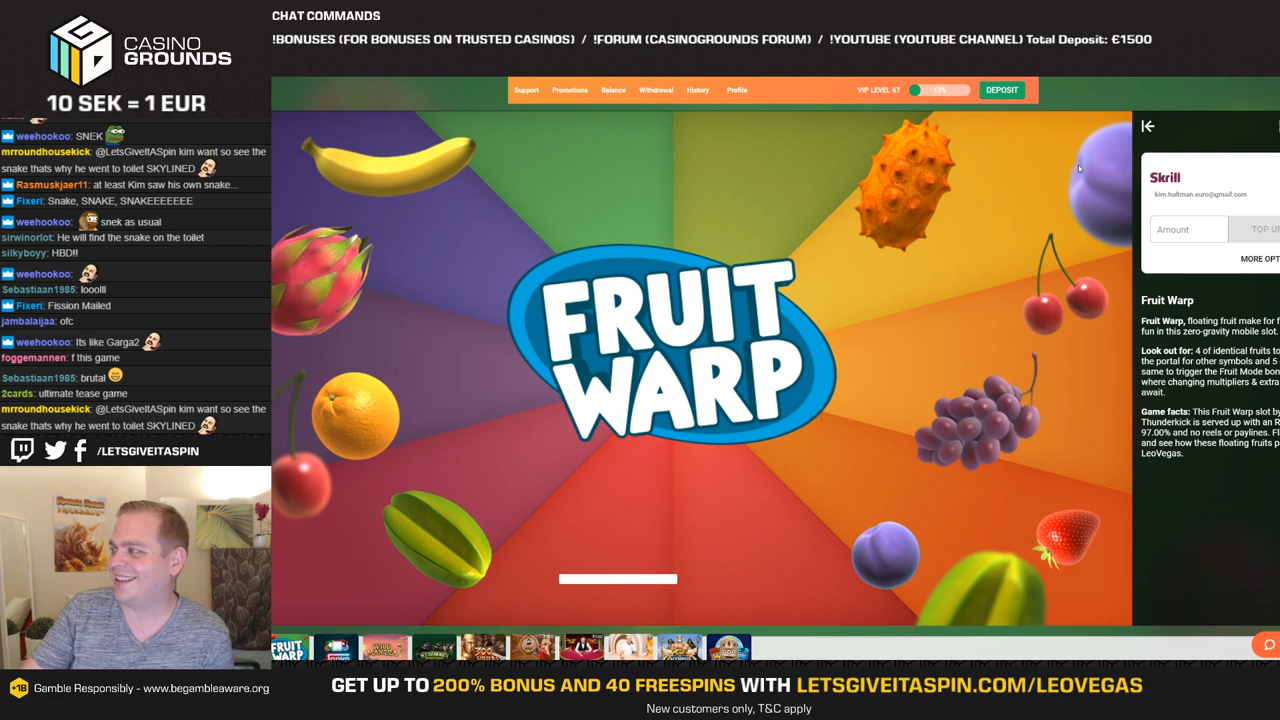 CHAT COMMANDS
!BONUSES (FOR BONUSES ON TRUSTED CASINOS) / !FORUM (CASINOGROUNDS FORUM) / !YOUTUBE (YOUTUBE CHANNEL) Total Deposit: €1500
CASINO
GROUNDS
10 SEK = 1 EUR
Support Promotions Balance Withdrawal History Profile VIP LEVEL 67 13% DEPOSIT
weehookoo: SNEK
mrroundhousekick: @LetsGiveItASpin kim want so see the
snake thats why he went to toilet SKYLINED
Rasmuskjaer11: at least Kim saw his own snake...
Fixeri: Snake, SNAKE, SNAKEEEEEEE
weehookoo: snek as usual
sirwinorlot: He will find the snake on the toilet
silkyboyy: HBD!!
weehookoo:
Sebastiaan1985: looolll
Fixeri: Fission Mailed
jambalaijaa: ofc
weehookoo: Its like Garga2
foggemannen: f this game
Sebastiaan1985: brutal
2cards: ultimate tease game
mrroundhousekick: @LetsGiveItASpin kim want so see the
snake thats why he went to toilet SKYLINED
/LETSGIVEITASPIN
FRUIT
WARP
Skrill
kim.hultman.euro@gmail.com
Amount
TOP UP
MORE OPT
Fruit Warp
Fruit Warp, floating fruit make for f
fun in this zero-gravity mobile slot.
Look out for: 4 of identical fruits to
the portal for other symbols and 5
same to trigger the Fruit Mode bon
where changing multipliers & extra
await.
Game facts: This Fruit Warp slot by
Thunderkick is served up with an R
97.00% and no reels or paylines. Fl
and see how these floating fruits p
LeoVegas.
FRUIT
WARP
+18 Gamble Responsibly - www.begambleaware.org
GET UP TO 200% BONUS AND 40 FREESPINS WITH LETSGIVEITASPIN.COM/LEOVEGAS
New customers only, T&C apply